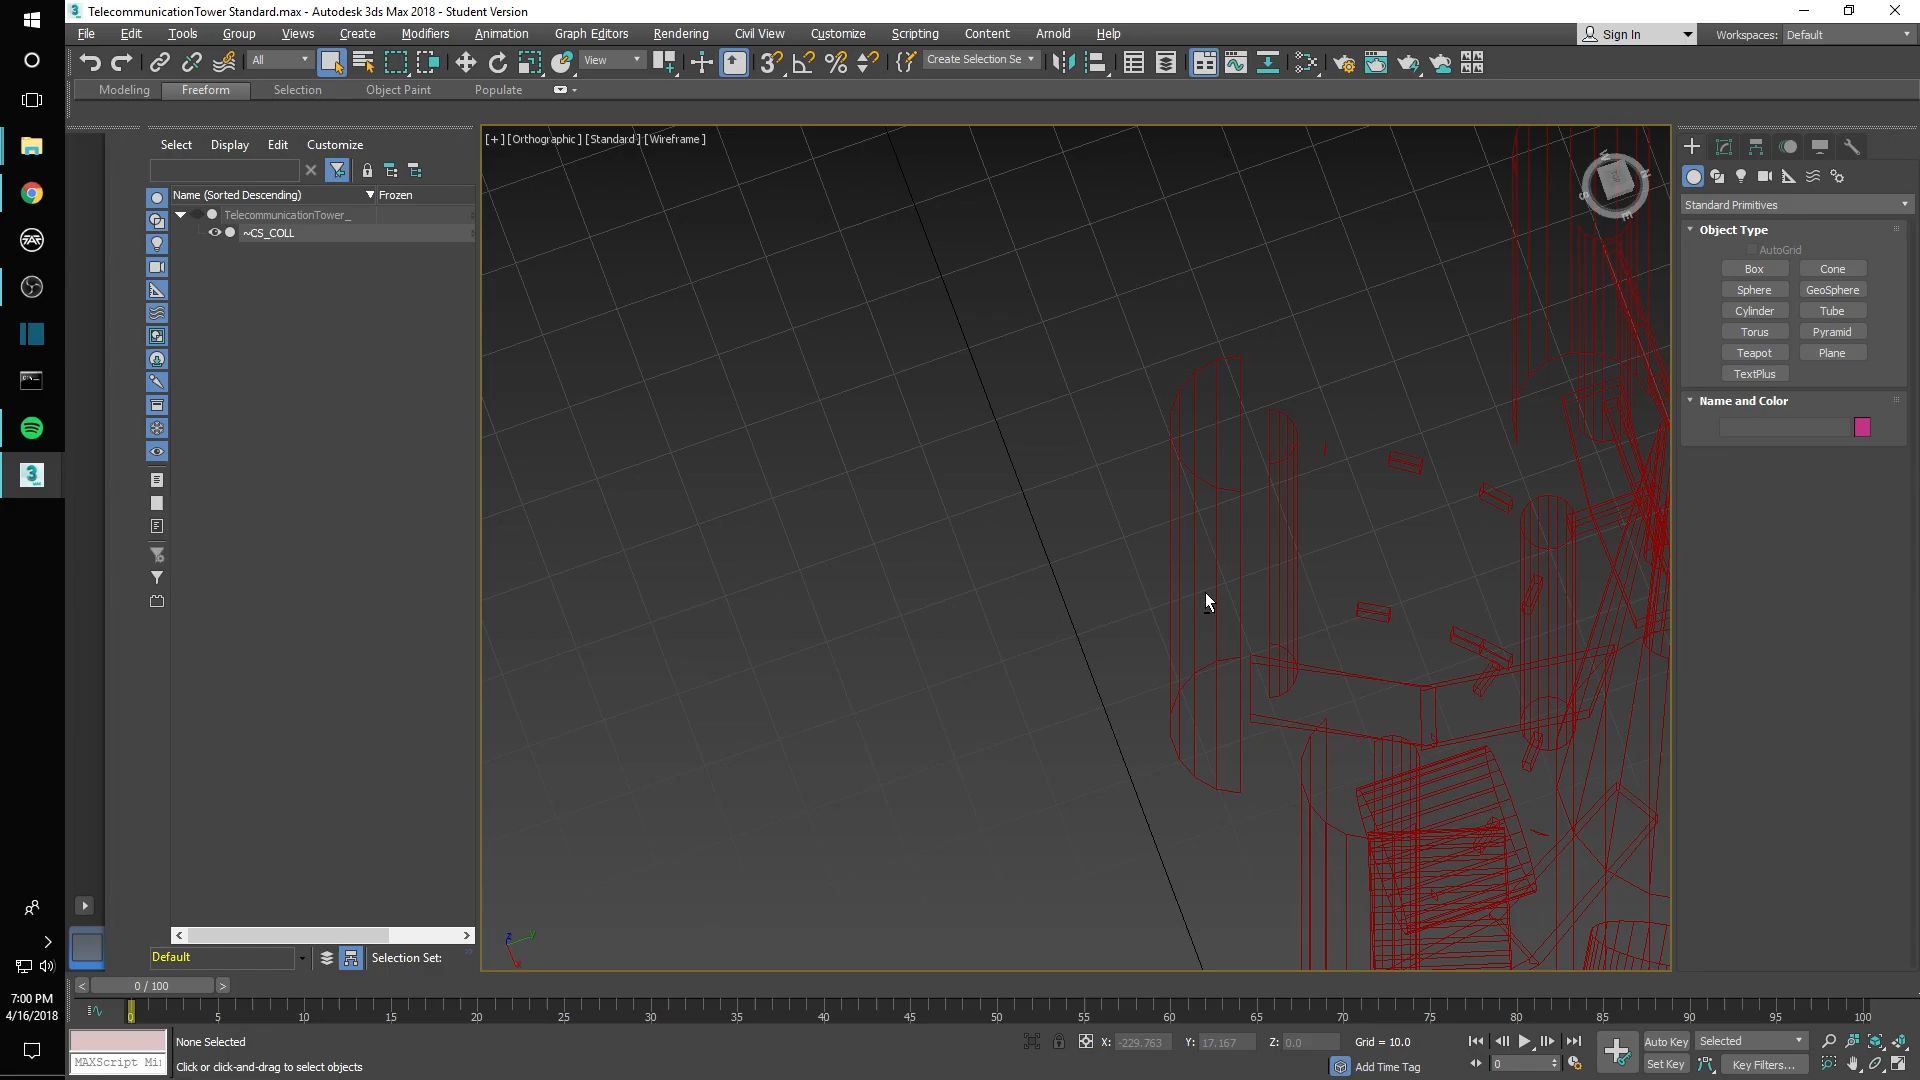 TelecommunicationTower Standard.max - Autodesk 3ds Max 2018 - Student Version
File Edit Tools Group Views Create Modifiers Animation Graph Editors Rendering Civil View Customize Scripting Content Arnold Help
Sign In Workspaces: Default
All View Create Selection Se
Modeling Freeform Selection Object Paint Populate
[+] [Orthographic] [Standard] [Wireframe]
Select Display Edit Customize
Name (Sorted Descending) Frozen
TelecommunicationTower_
~CS_COLL
Standard Primitives
Object Type
AutoGrid
Box Cone
Sphere GeoSphere
Cylinder Tube
Torus Pyramid
Teapot Plane
TextPlus
Name and Color
Default Selection Set:
0 / 100
0 5 10 15 20 25 30 35 40 45 50 55 60 65 70 75 80 85 90 95 100
7:00 PM
4/16/2018
None Selected
X: -229.763 Y: 17.167 Z: 0.0 Grid = 10.0
Auto Key Selected
MAXScript Mi
Click or click-and-drag to select objects
Add Time Tag
0
Set Key Key Filters...